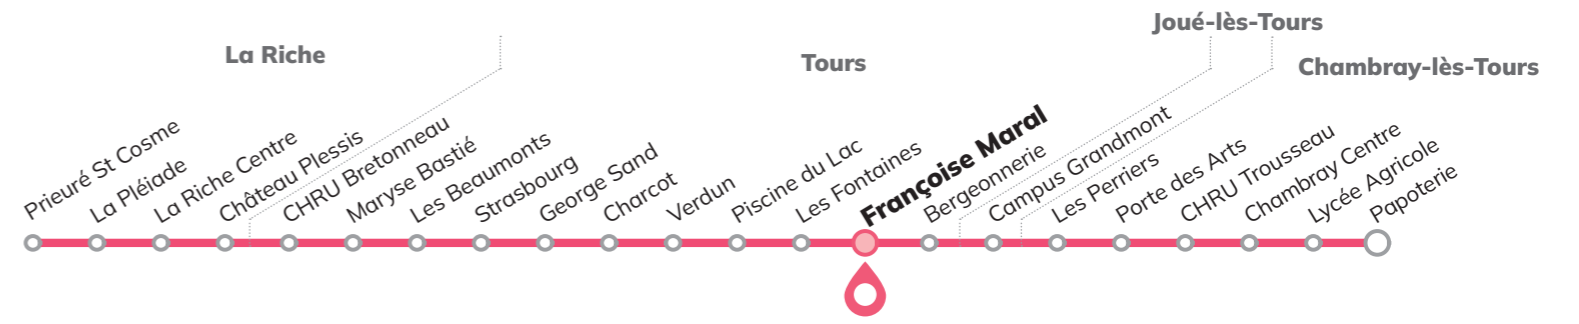 La Riche
Tours
Joué-lès-Tours
Chambray-lès-Tours
Prieuré St Cosme
La Pléiade
La Riche Centre
Château Plessis
CHRU Bretonneau
Maryse Bastié
Les Beaumonts
Strasbourg
George Sand
Charcot
Verdun
Piscine du Lac
Les Fontaines
Françoise Maral
Bergeonnerie
Campus Grandmont
Les Perriers
Porte des Arts
CHRU Trousseau
Chambray Centre
Lycée Agricole
Papoterie